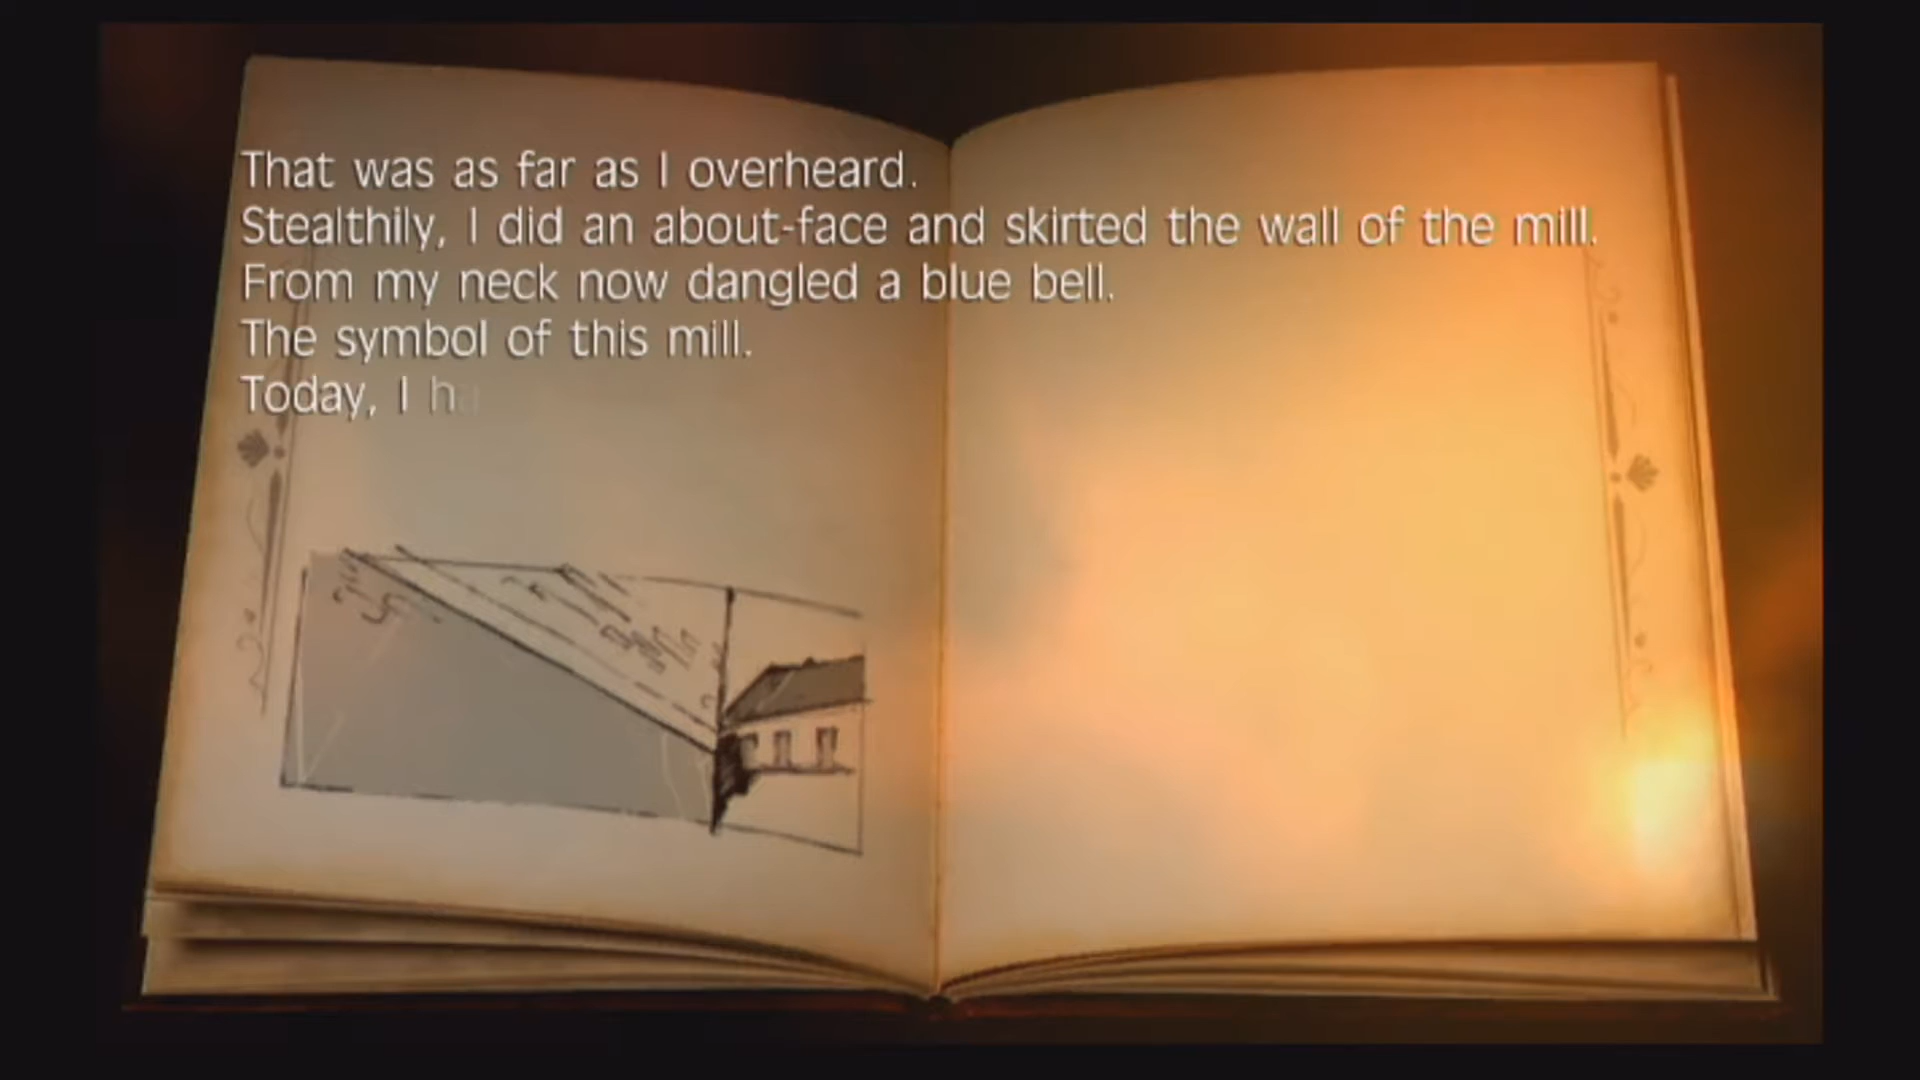 That was as far as I overheard.
Stealthily, I did an about-face and skirted the wall of the mill.
From my neck now dangled a blue bell.
The symbol of this mill.
Today, I